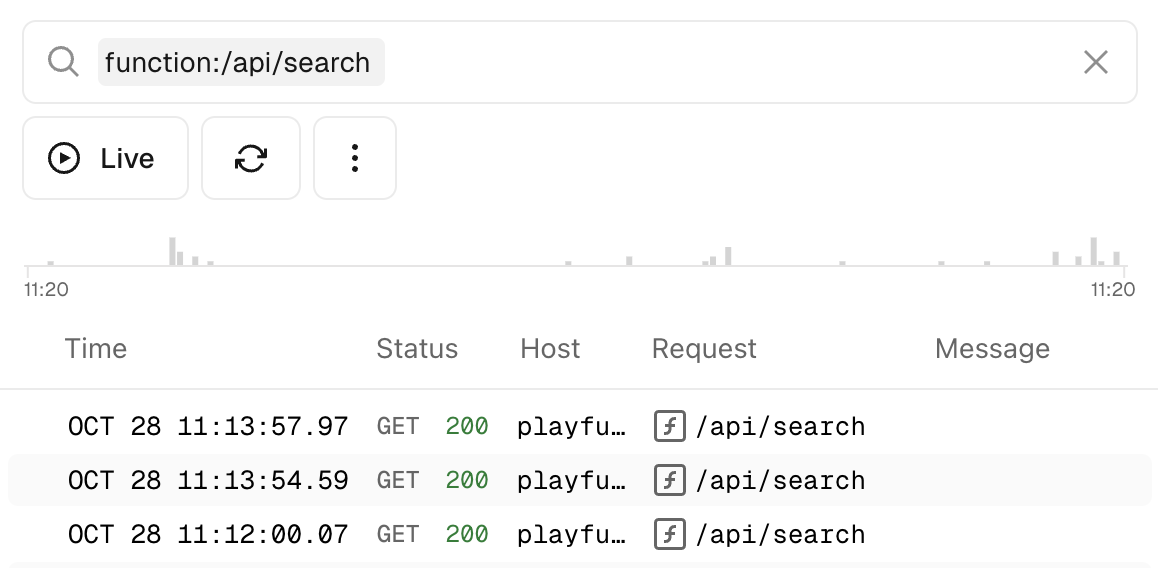 function:/api/search
Live
11:20 11:20
Time Status Host Request Message
OCT 28 11:13:57.97 GET 200 playfu… /api/search
OCT 28 11:13:54.59 GET 200 playfu… /api/search
OCT 28 11:12:00.07 GET 200 playfu… /api/search